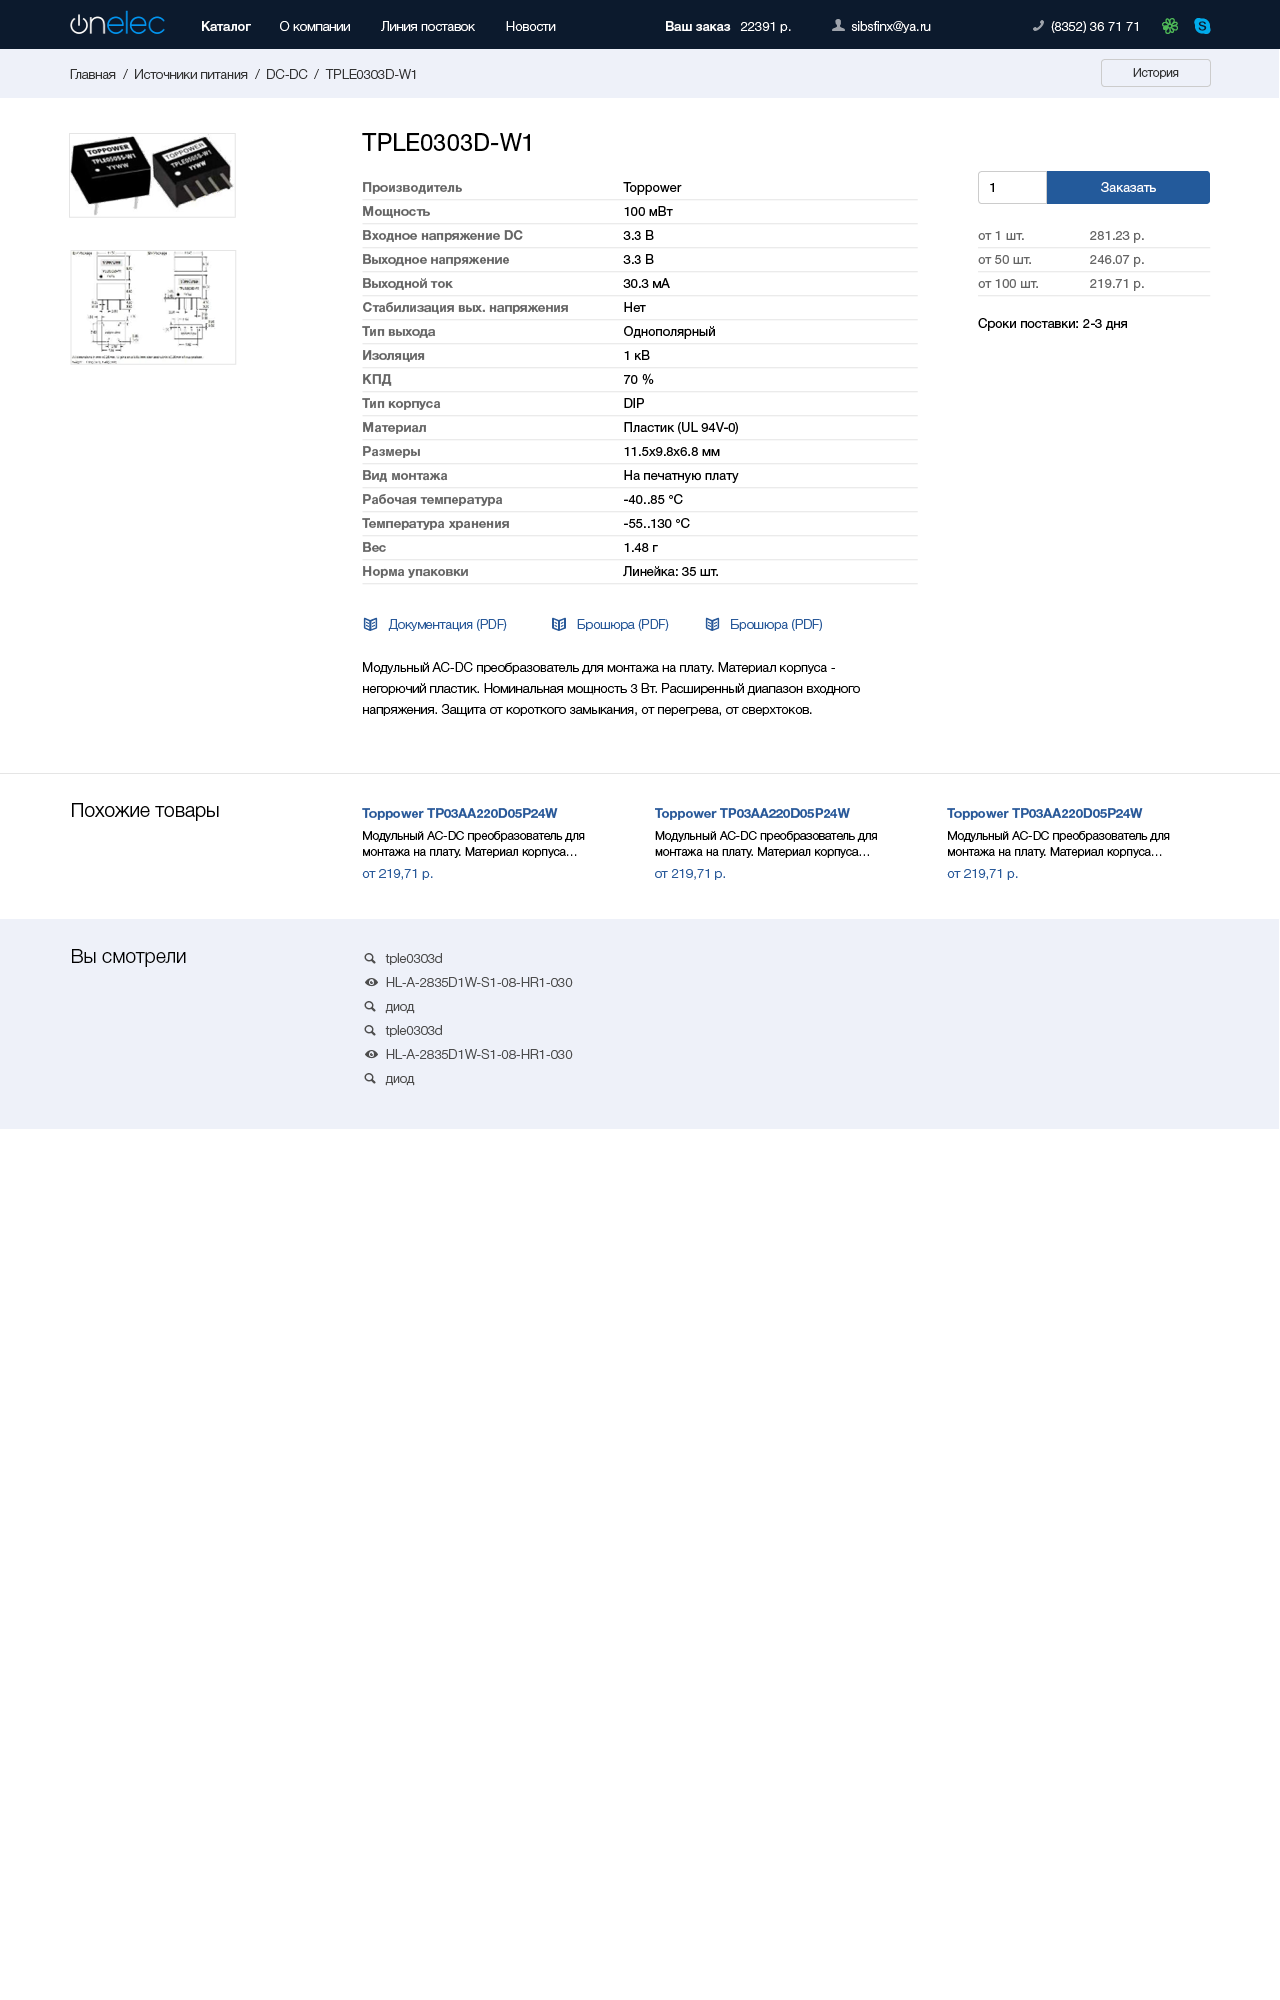 onelec Каталог О компании Линия поставок Новости Ваш заказ 22391 р. sibsfinx@ya.ru (8352) 36 71 71
Главная / Источники питания / DC-DC / TPLE0303D-W1 История
TOPPOWER
TPLE0505S-W1
YYWW
TOPPOWER
TPLE0505S-W1
YYWW
TPLE0303D-W1
Производитель Toppower
Мощность 100 мВт
Входное напряжение DC 3.3 В
Выходное напряжение 3.3 В
Выходной ток 30.3 мА
Стабилизация вых. напряжения Нет
Тип выхода Однополярный
Изоляция 1 кВ
КПД 70 %
Тип корпуса DIP
Материал Пластик (UL 94V-0)
Размеры 11.5x9.8x6.8 мм
Вид монтажа На печатную плату
Рабочая температура -40..85 °C
Температура хранения -55..130 °C
Вес 1.48 г
Норма упаковки Линейка: 35 шт.
1 Заказать
от 1 шт. 281.23 р.
от 50 шт. 246.07 р.
от 100 шт. 219.71 р.
Сроки поставки: 2-3 дня
Документация (PDF) Брошюра (PDF) Брошюра (PDF)
Модульный AC-DC преобразователь для монтажа на плату. Материал корпуса -
негорючий пластик. Номинальная мощность 3 Вт. Расширенный диапазон входного
напряжения. Защита от короткого замыкания, от перегрева, от сверхтоков.
Похожие товары
Toppower TP03AA220D05P24W
Модульный AC-DC преобразователь для
монтажа на плату. Материал корпуса…
от 219,71 р.
Toppower TP03AA220D05P24W
Модульный AC-DC преобразователь для
монтажа на плату. Материал корпуса…
от 219,71 р.
Toppower TP03AA220D05P24W
Модульный AC-DC преобразователь для
монтажа на плату. Материал корпуса…
от 219,71 р.
Вы смотрели
tple0303d
HL-A-2835D1W-S1-08-HR1-030
диод
tple0303d
HL-A-2835D1W-S1-08-HR1-030
диод